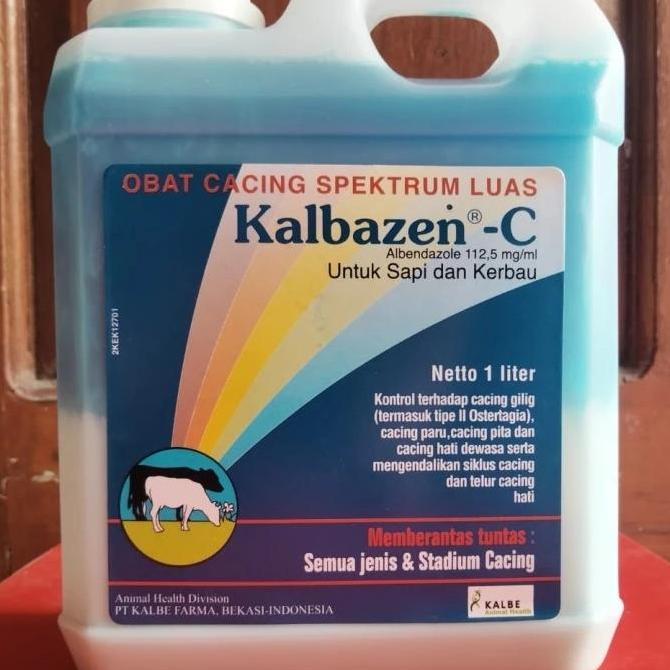 OBAT CACING SPEKTRUM LUAS
Kalbazen®-C
Albendazole 112,5 mg/ml
Untuk Sapi dan Kerbau
2KEK12701
Netto 1 liter
Kontrol terhadap cacing gilig
(termasuk tipe II Ostertagia),
cacing paru,cacing pita dan
cacing hati dewasa serta
mengendalikan siklus cacing
dan telur cacing
hati
Memberantas tuntas :
Semua jenis & Stadium Cacing
Animal Health Division
PT KALBE FARMA, BEKASI-INDONESIA
KALBE
Animal Health